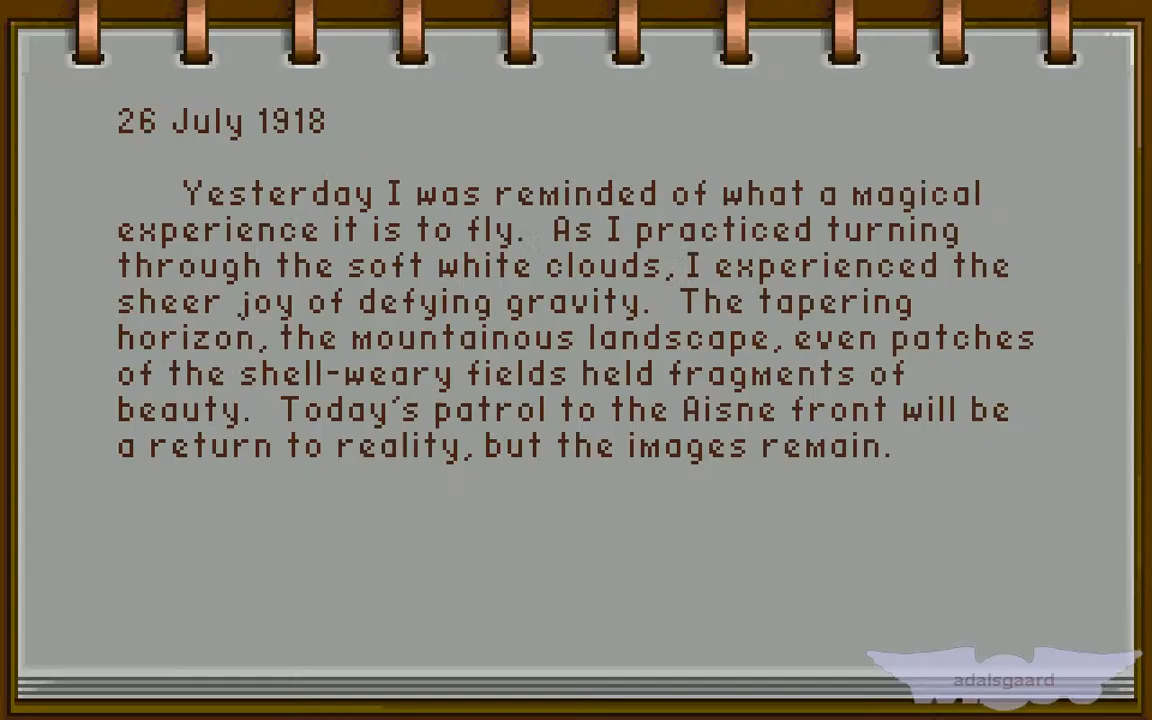 26 July 1918
Yesterday I was reminded of what a magical
experience it is to fly.  As I practiced turning
through the soft white clouds, I experienced the
sheer joy of defying gravity.  The tapering
horizon, the mountainous landscape, even patches
of the shell-weary fields held fragments of
beauty.  Today's patrol to the Aisne front will be
a return to reality, but the images remain.
adalsgaard